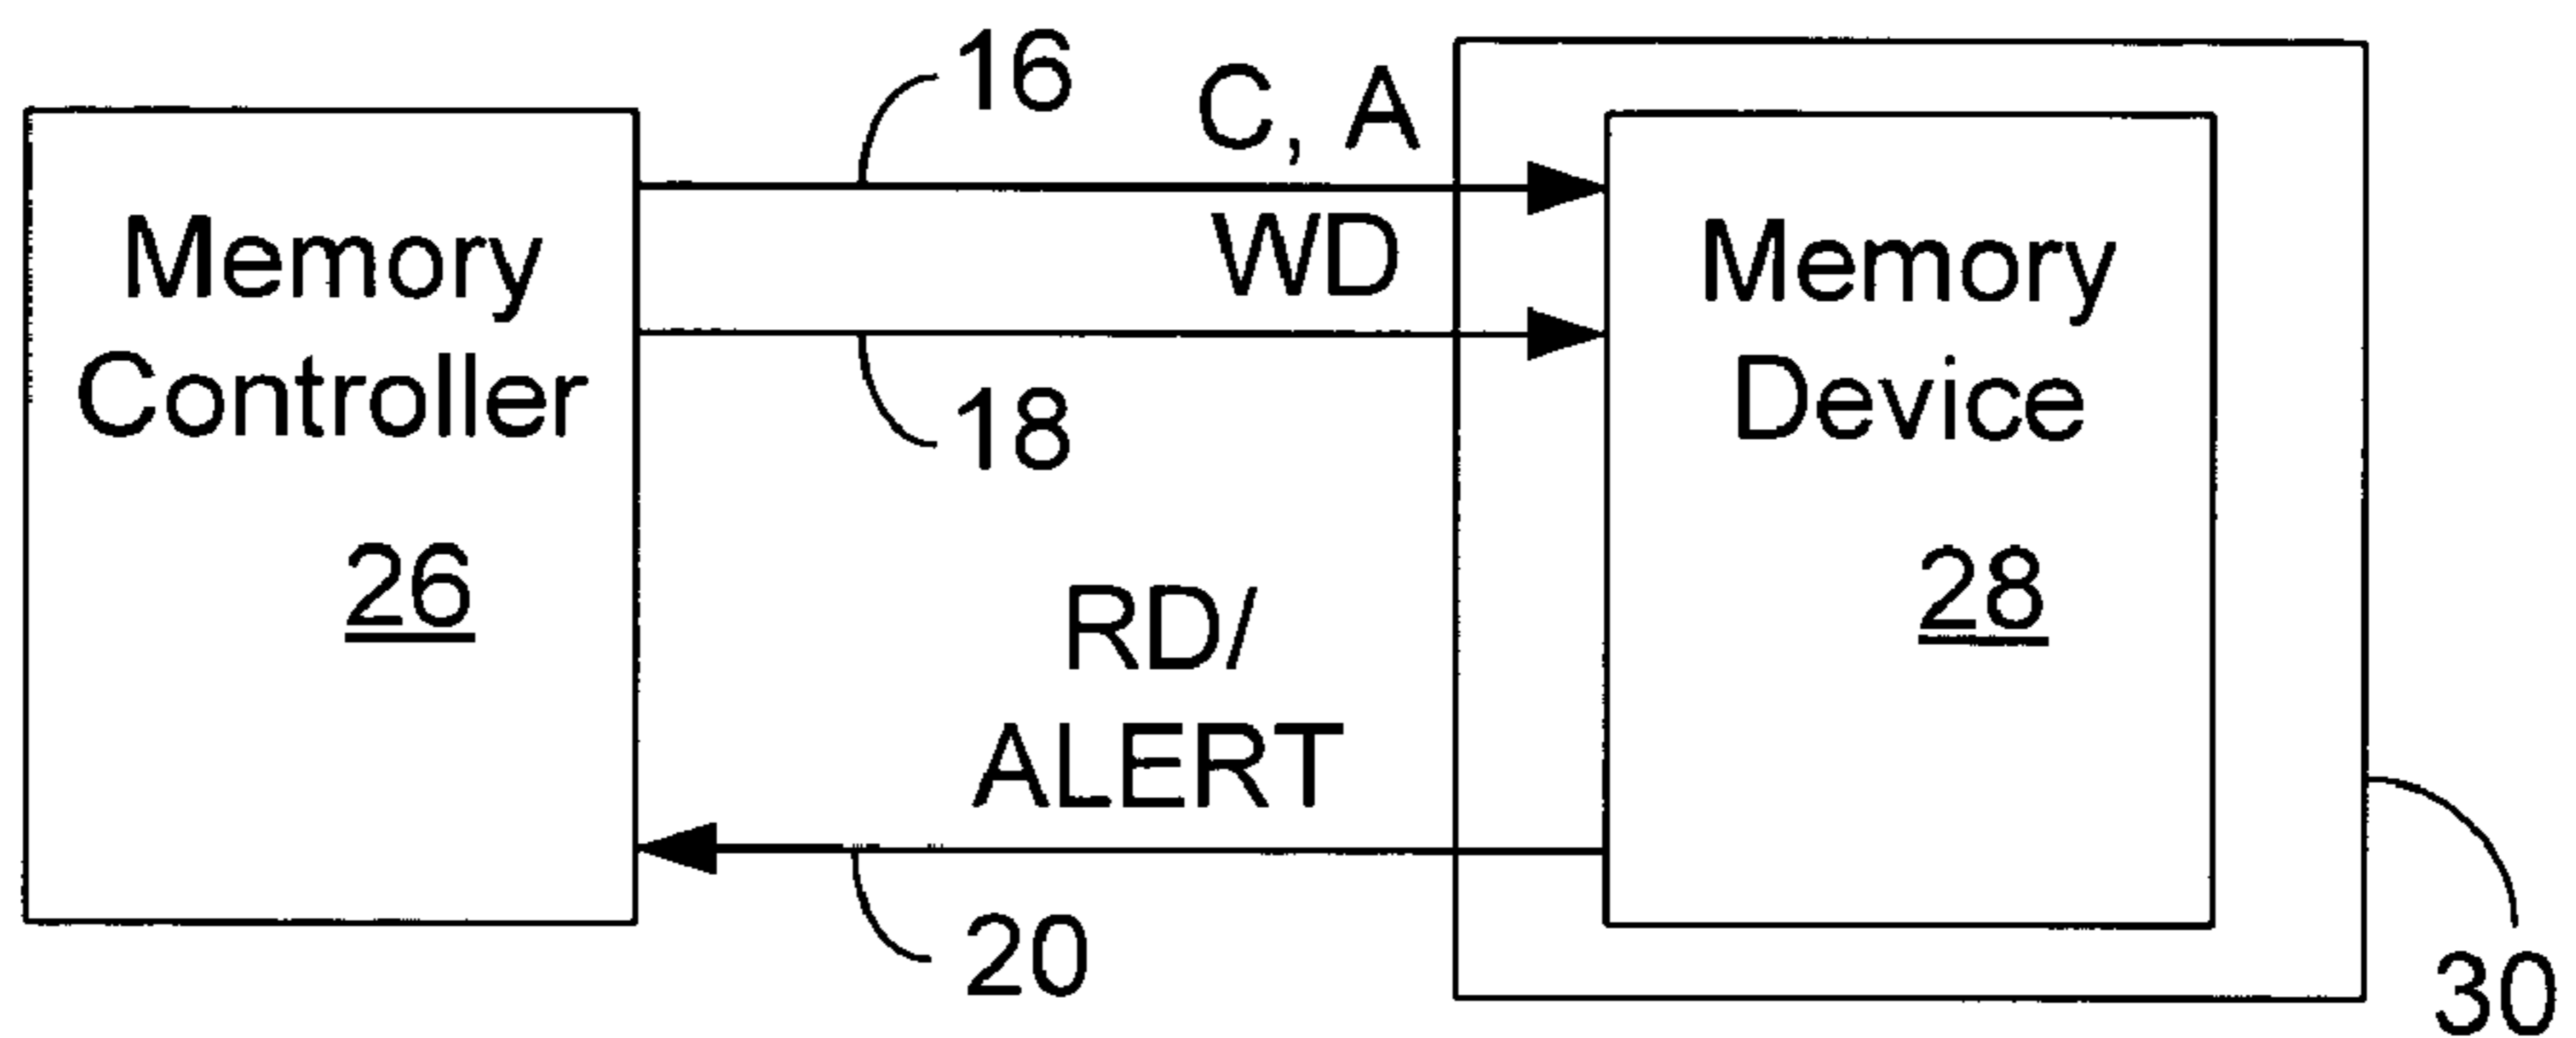 16
C, A
Memory
Controller
26
WD
18
Memory
Device
28
RD/
ALERT
20
30